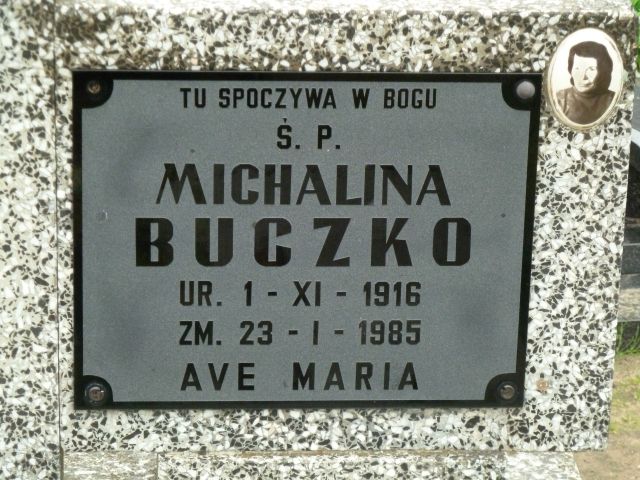 TU SPOCZYWA W BOGU
Ś. P.
MICHALINA
BUCZKO
UR. 1 - XI - 1916
ZM. 23 - I - 1985
AVE MARIA